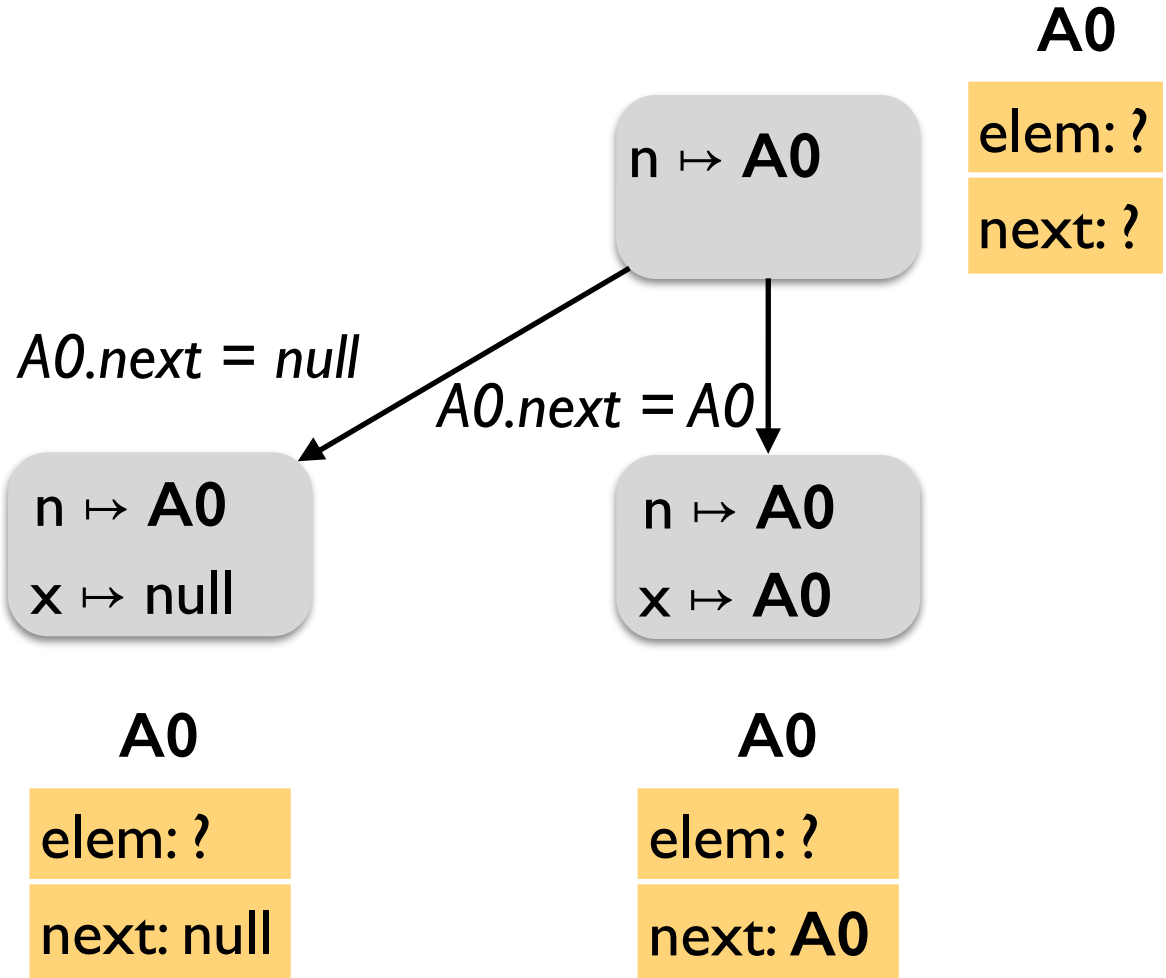 A0
elem: ?
n ↦ A0
next: ?
A0.next = null
A0.next = A0
n ↦ A0
x ↦ null
n ↦ A0
x ↦ A0
A0
elem: ?
next: null
A0
elem: ?
next: A0